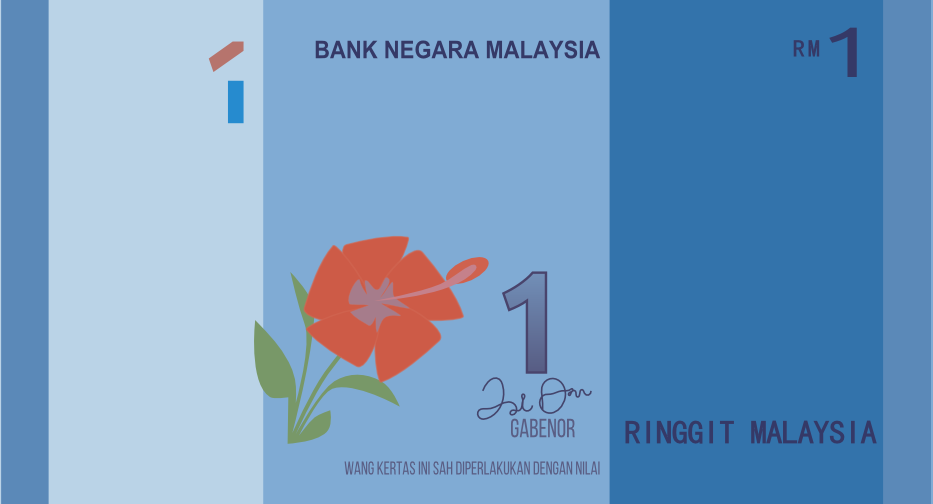 1
BANK NEGARA MALAYSIA
RM 1
1
GABENOR
RINGGIT MALAYSIA
WANG KERTAS INI SAH DIPERLAKUKAN DENGAN NILAI